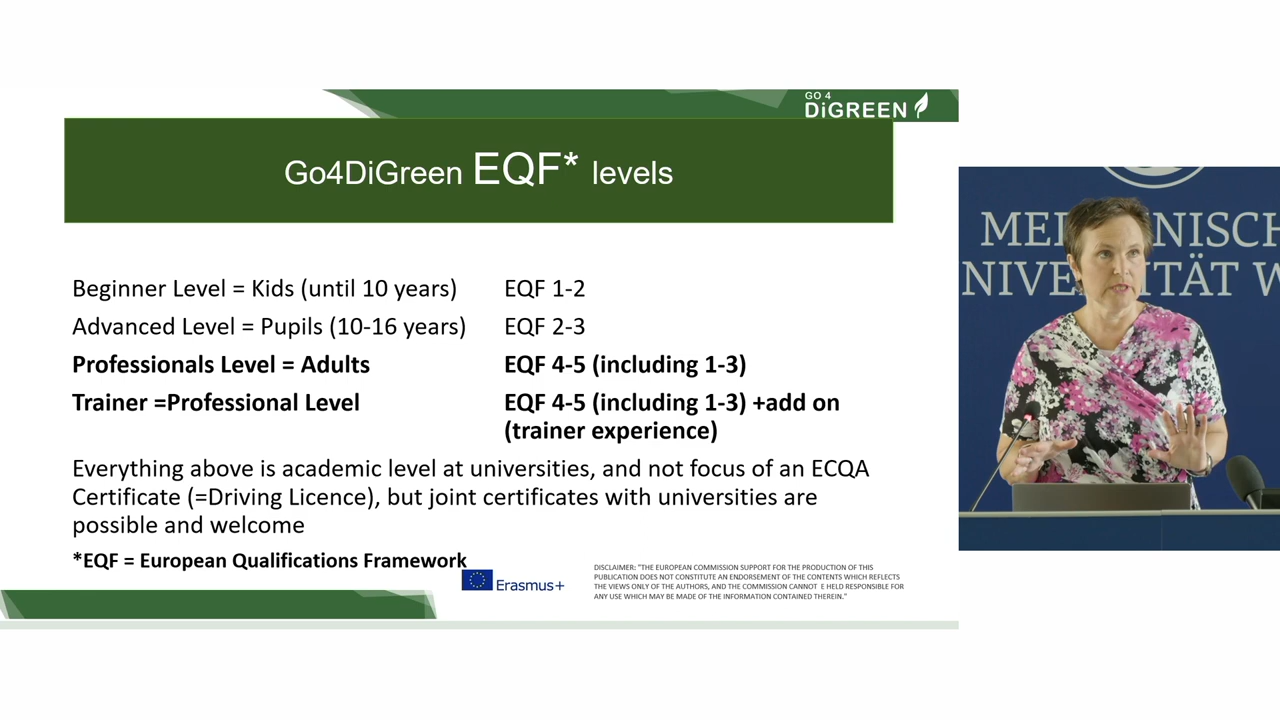 GO 4
DiGREEN
Go4DiGreen EQF* levels
Beginner Level = Kids (until 10 years) EQF 1-2
Advanced Level = Pupils (10-16 years) EQF 2-3
Professionals Level = Adults EQF 4-5 (including 1-3)
Trainer =Professional Level EQF 4-5 (including 1-3) +add on
(trainer experience)
Everything above is academic level at universities, and not focus of an ECQA
Certificate (=Driving Licence), but joint certificates with universities are
possible and welcome
*EQF = European Qualifications Framework
Erasmus+
DISCLAIMER: "THE EUROPEAN COMMISSION SUPPORT FOR THE PRODUCTION OF THIS
PUBLICATION DOES NOT CONSTITUTE AN ENDORSEMENT OF THE CONTENTS WHICH REFLECTS
THE VIEWS ONLY OF THE AUTHORS, AND THE COMMISSION CANNOT E HELD RESPONSIBLE FOR
ANY USE WHICH MAY BE MADE OF THE INFORMATION CONTAINED THEREIN."